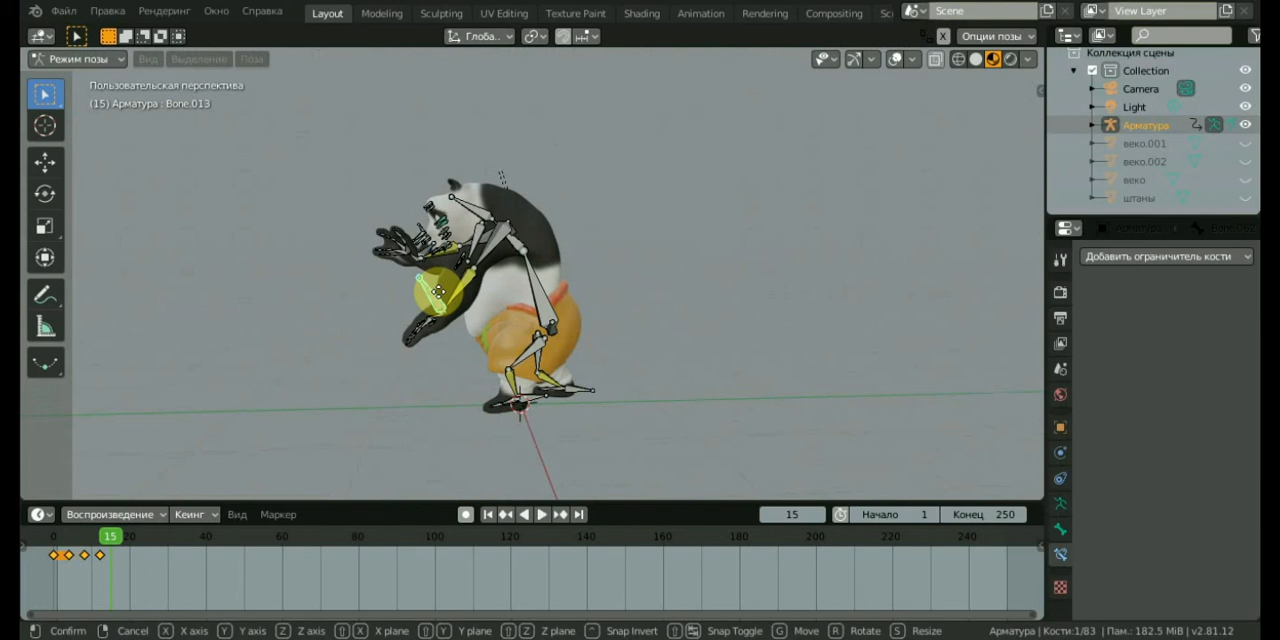 Файл Правка Рендеринг Окно Справка Layout Modeling Sculpting UV Editing Texture Paint Shading Animation Rendering Compositing Sc Scene View Layer
Глоба.. X Опции позы
Режим позы Вид Выделение Поза
Пользовательская перспектива
(15) Арматура : Bone.013
Коллекция сцены
Collection
Camera
Light
Арматура
веко.001
веко.002
веко
штаны
Арматура Bone.062
Добавить ограничитель кости
Воспроизведение Кеинг Вид Маркер 15 Начало 1 Конец 250
0 15 20 40 60 80 100 120 140 160 180 200 220 240
Confirm Cancel X X axis Y Y axis Z Z axis X X plane Y Y plane Z Z plane Snap Invert Snap Toggle G Move R Rotate S Resize Арматура | Кости:1/83 | Пам.: 182.5 MiB | v2.81.12